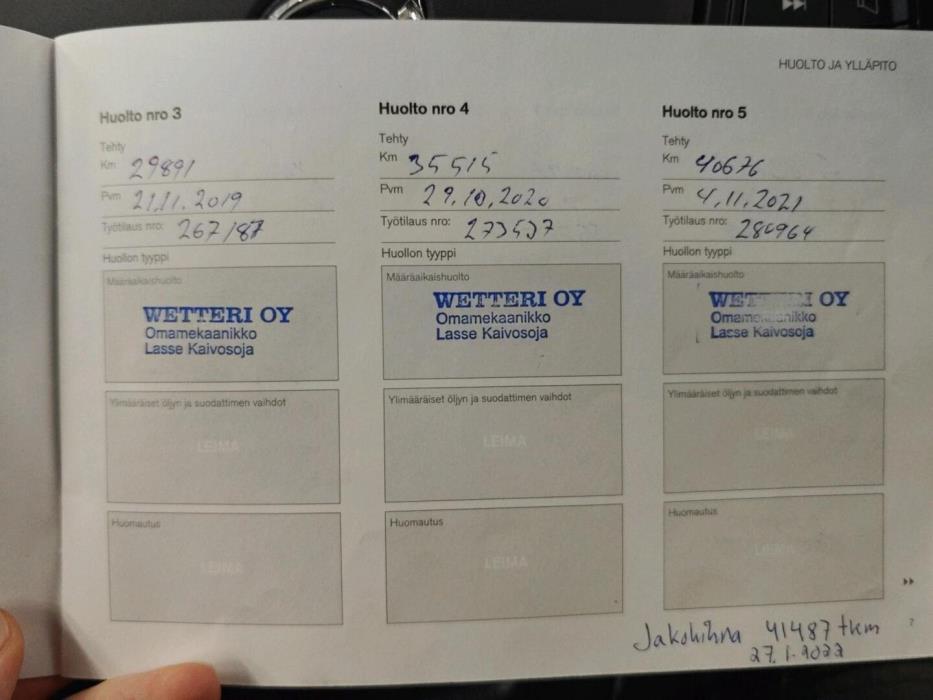 HUOLTO JA YLLÄPITO
Huolto nro 3
Tehty
Km 29891
Pvm 21.11.2019
Työtilaus nro: 267187
Huollon tyyppi
Määräaikaishuolto
WETTERI OY
Omamekaanikko
Lasse Kaivosoja
Ylimääräiset öljyn ja suodattimen vaihdot
LEIMA
Huomautus
LEIMA
Huolto nro 4
Tehty
Km 35515
Pvm 29.10.2020
Työtilaus nro:
Huollon tyyppi
Määräaikaishuolto
WETTERI OY
Omamekaanikko
Lasse Kaivosoja
Ylimääräiset öljyn ja suodattimen vaihdot
LEIMA
Huomautus
LEIMA
Huolto nro 5
Tehty
Km 40676
Pvm 4.11.2021
Työtilaus nro: 280964
Huollon tyyppi
Määräaikaishuolto
WETTERI OY
Omamekaanikko
Lasse Kaivosoja
Ylimääräiset öljyn ja suodattimen vaihdot
LEIMA
Huomautus
LEIMA
Jakohihna 41487 tkm
27.1.2022
7